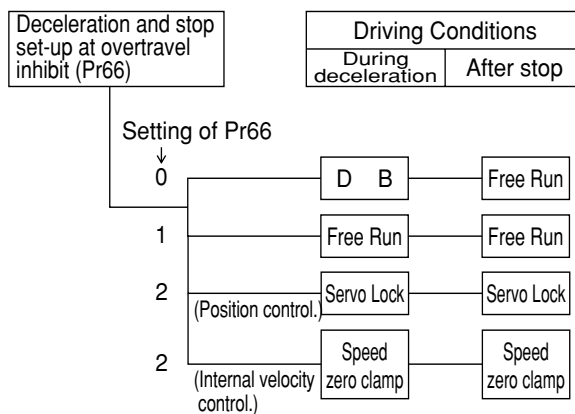 Deceleration and stop
set-up at overtravel
inhibit (Pr66)
Driving Conditions
During
deceleration
After stop
Setting of Pr66
↓
0
D B
Free Run
1
Free Run
Free Run
2
(Position control.)
Servo Lock
Servo Lock
2
(Internal velocity
control.)
Speed
zero clamp
Speed
zero clamp